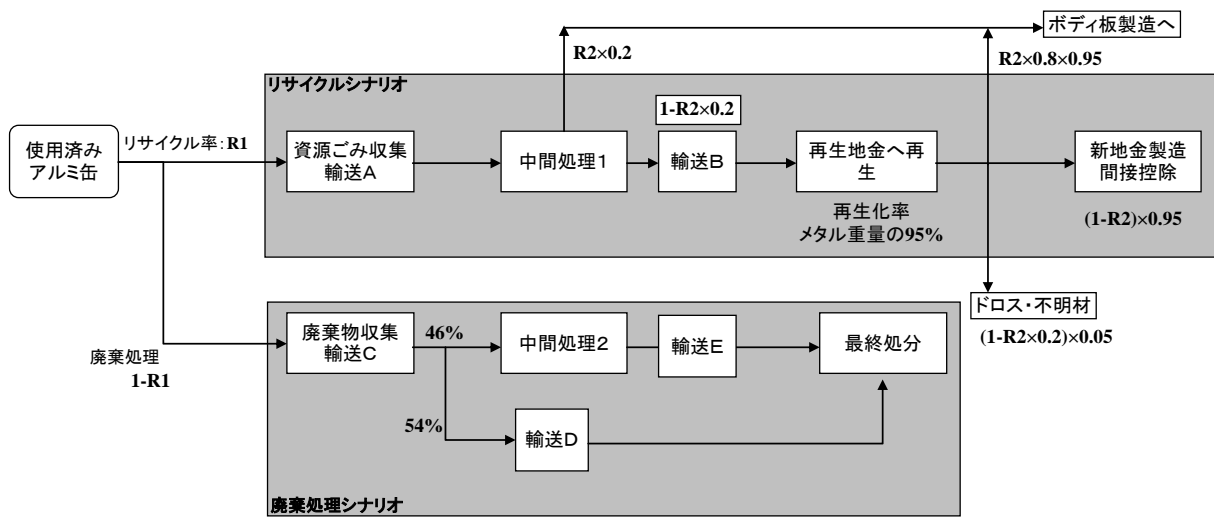 ボディ板製造へ
R2×0.2
R2×0.8×0.95
リサイクルシナリオ
1-R2×0.2
使用済み
アルミ缶
リサイクル率：R1
資源ごみ収集
輸送A
中間処理1
輸送B
再生地金へ再
生
新地金製造
間接控除
再生化率
メタル重量の95%
(1-R2)×0.95
ドロス・不明材
(1-R2×0.2)×0.05
廃棄処理
1-R1
廃棄物収集
輸送C
46%
中間処理2
輸送E
最終処分
54%
輸送D
廃棄処理シナリオ